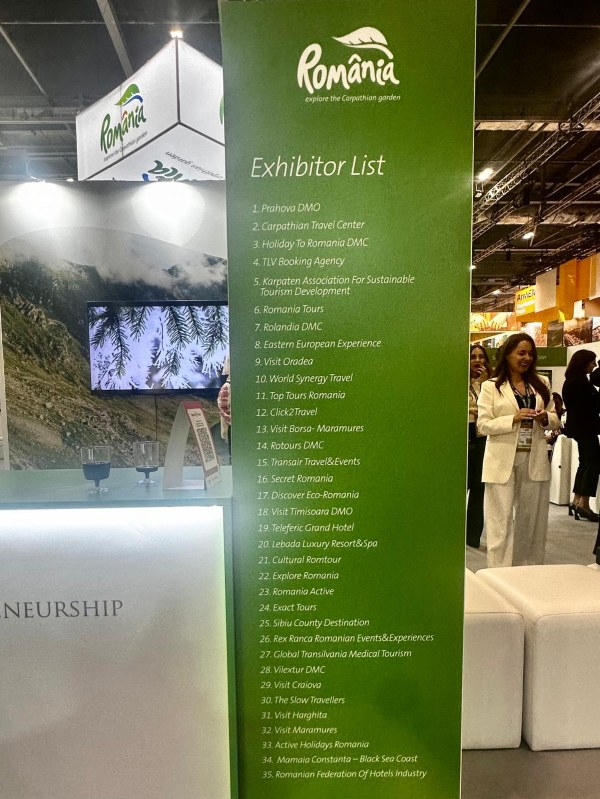 România
explore the Carpathian garden
România
explore the Carpathian garden
Exhibitor List
1. Prahova DMO
2. Carpathian Travel Center
3. Holiday To Romania DMC
4. TLV Booking Agency
5. Karpaten Association For Sustainable
Tourism Development
6. Romania Tours
7. Rolandia DMC
8. Eastern European Experience
9. Visit Oradea
10. World Synergy Travel
11. Top Tours Romania
12. Click2Travel
13. Visit Borsa- Maramures
14. Rotours DMC
15. Transair Travel&Events
16. Secret Romania
17. Discover Eco-Romania
18. Visit Timisoara DMO
19. Teleferic Grand Hotel
20. Lebada Luxury Resort&Spa
21. Cultural Romtour
22. Explore Romania
23. Romania Active
24. Exact Tours
25. Sibiu County Destination
26. Rex Ranca Romanian Events&Experiences
27. Global Transilvania Medical Tourism
28. Vilextur DMC
29. Visit Craiova
30. The Slow Travellers
31. Visit Harghita
32. Visit Maramures
33. Active Holidays Romania
34. Mamaia Constanta – Black Sea Coast
35. Romanian Federation Of Hotels Industry
ENEURSHIP